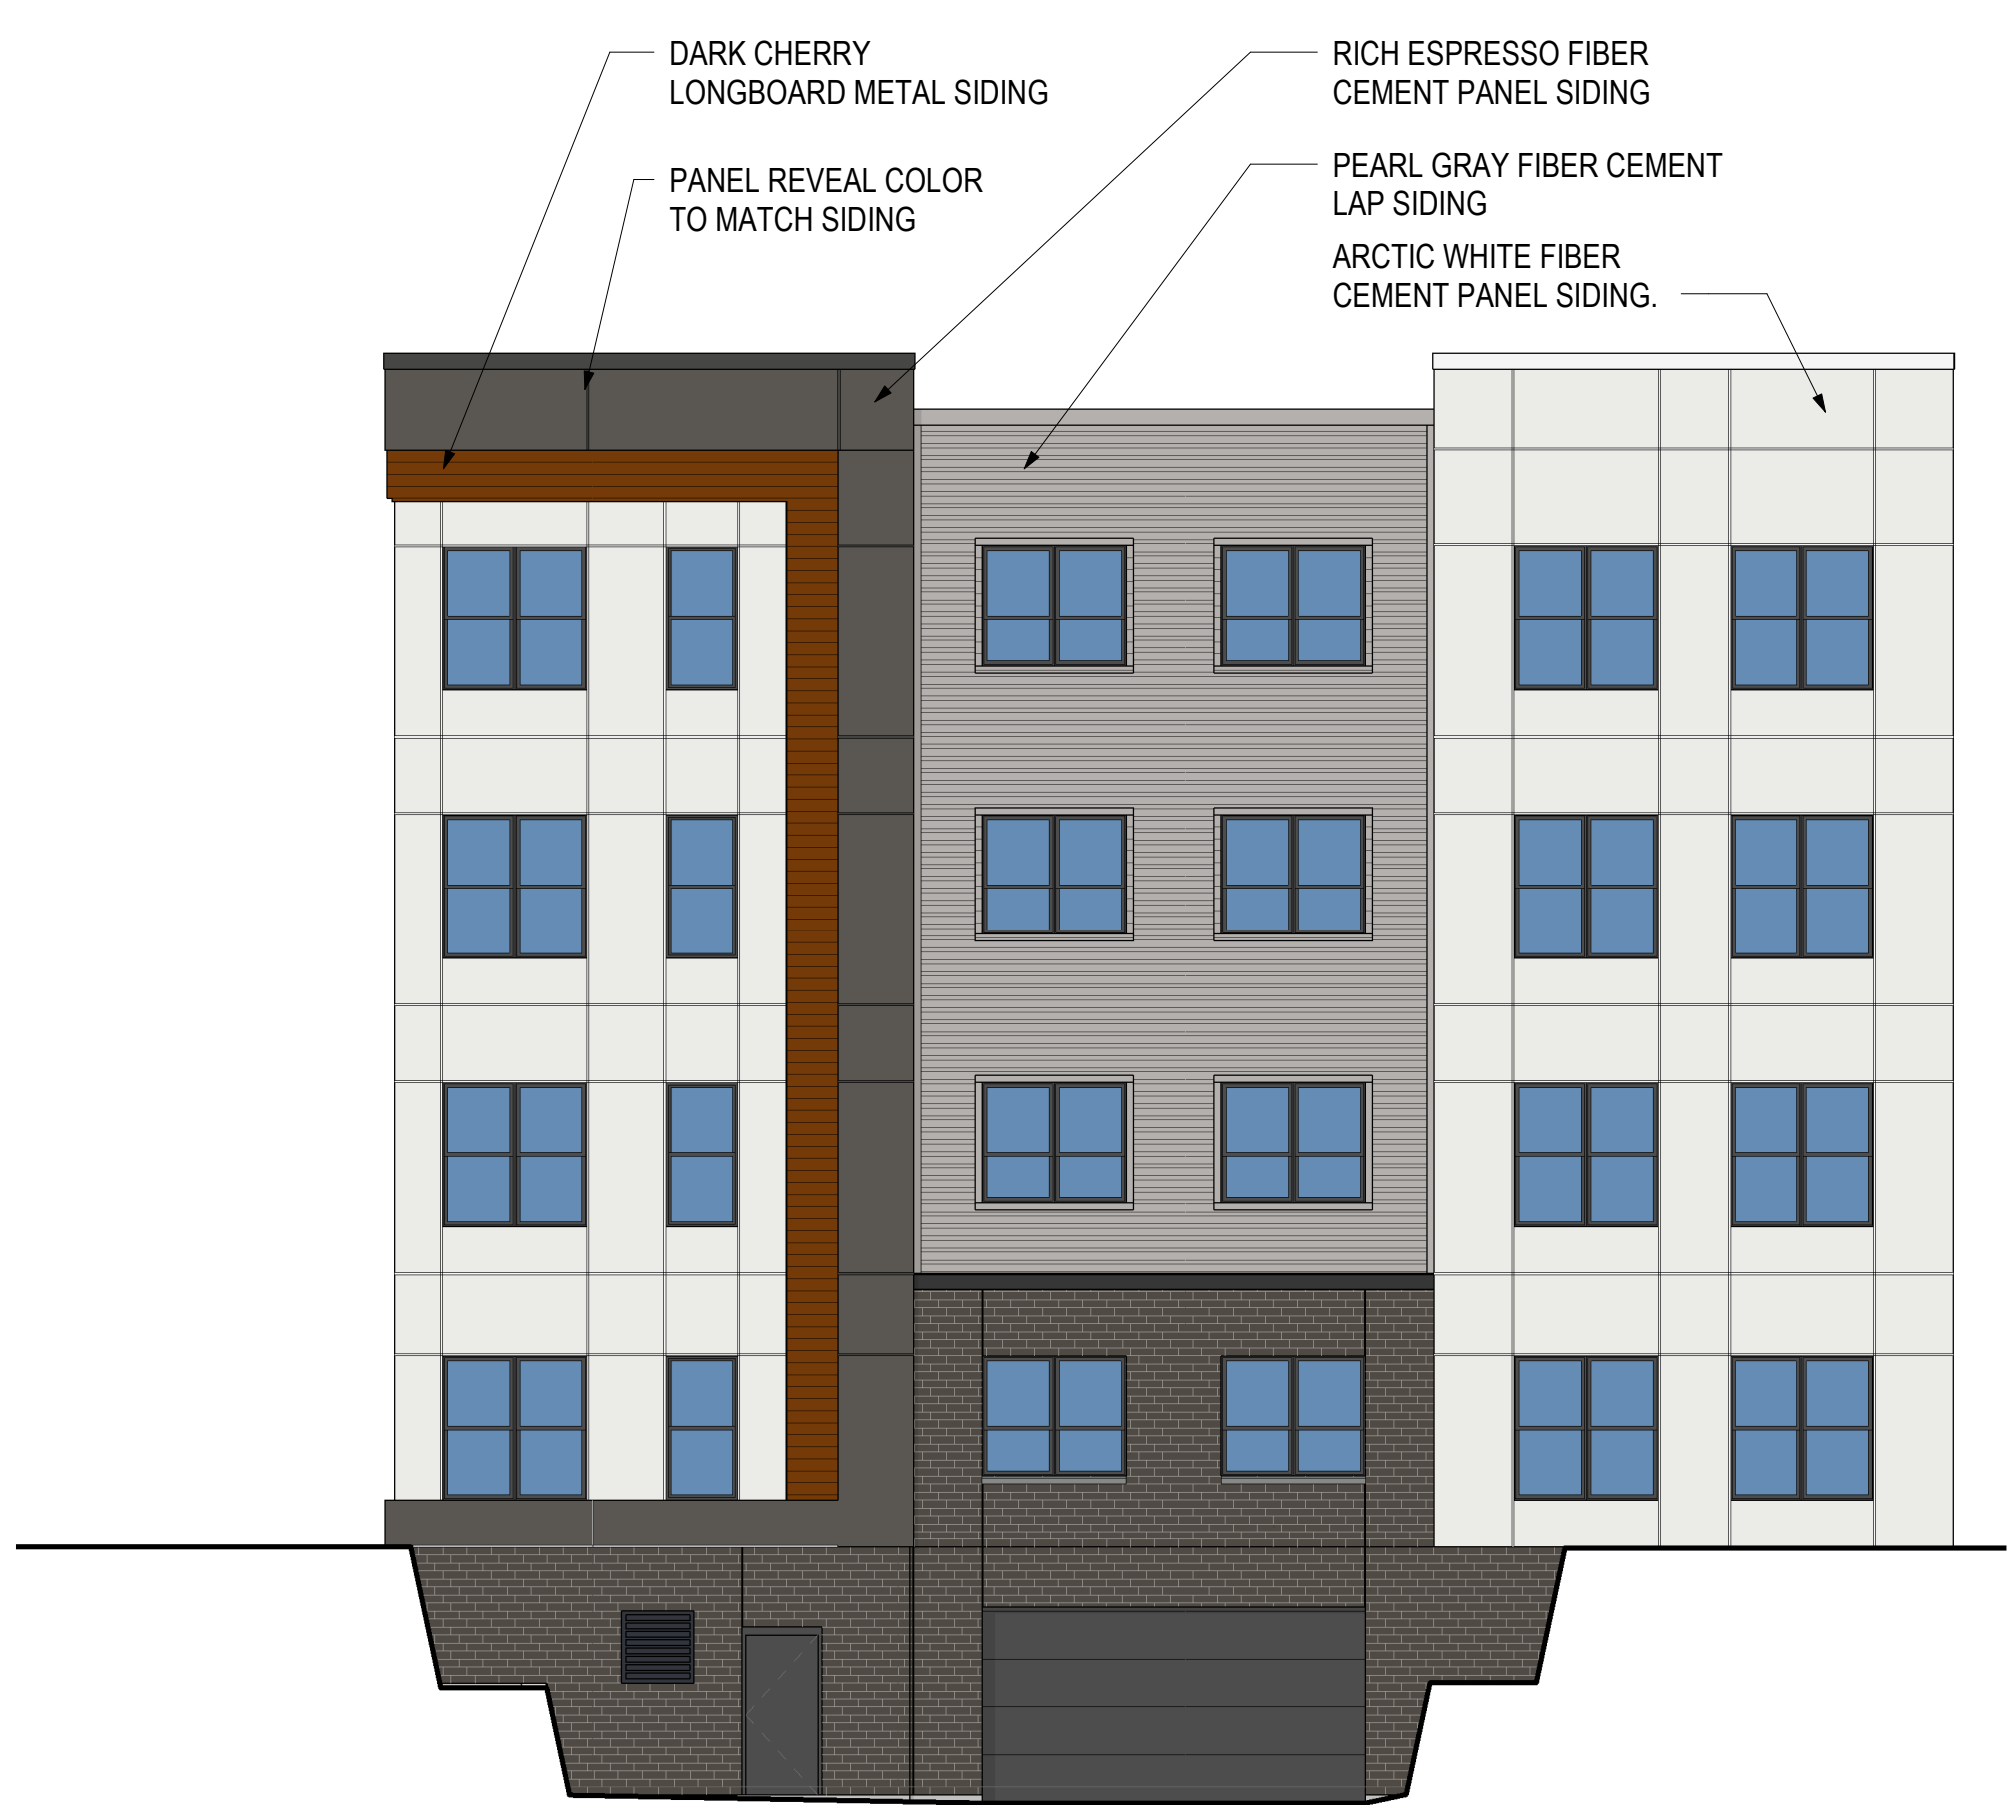 DARK CHERRY
LONGBOARD METAL SIDING
PANEL REVEAL COLOR
TO MATCH SIDING
RICH ESPRESSO FIBER
CEMENT PANEL SIDING
PEARL GRAY FIBER CEMENT
LAP SIDING
ARCTIC WHITE FIBER
CEMENT PANEL SIDING.